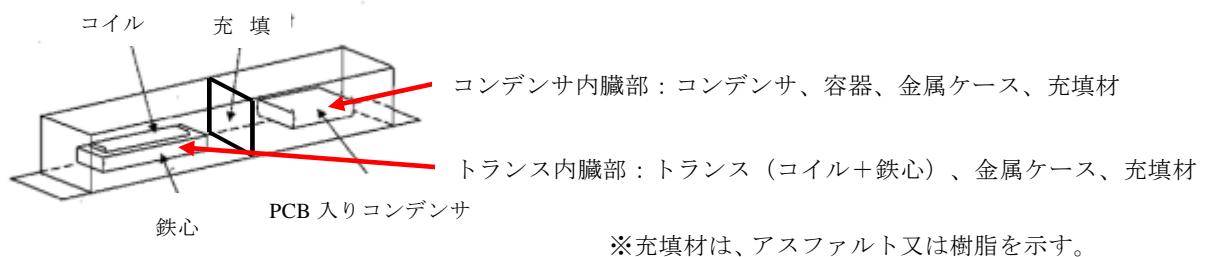 コイル
充 填
コンデンサ内臓部：コンデンサ、容器、金属ケース、充填材
トランス内臓部：トランス（コイル＋鉄心）、金属ケース、充填材
PCB 入りコンデンサ
鉄心
※充填材は、アスファルト又は樹脂を示す。